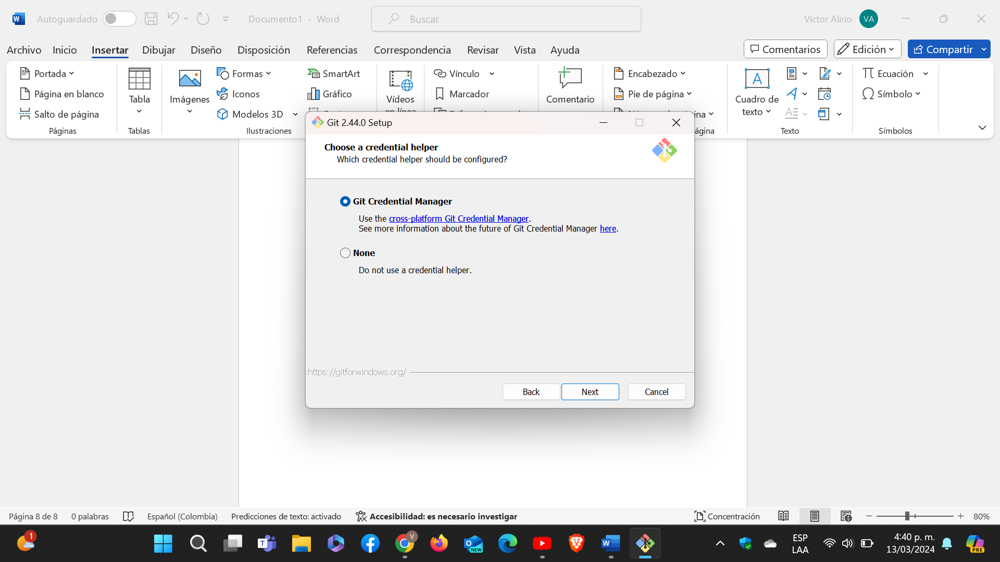 Autoguardado
Documento1 - Word
Buscar
Victor Alirio
VA
Archivo Inicio Insertar Dibujar Diseño Disposición Referencias Correspondencia Revisar Vista Ayuda
Comentarios Edición Compartir
Portada
Página en blanco
Salto de página
Páginas
Tabla
Tablas
Imágenes
Formas
Iconos
Modelos 3D
SmartArt
Gráfico
Ilustraciones
Vídeos
en línea
Vínculo
Marcador
Comentario
Encabezado
Pie de página
Cuadro de
texto
Texto
Ecuación
Símbolo
Símbolos
Git 2.44.0 Setup
Choose a credential helper
Which credential helper should be configured?
Git Credential Manager
Use the cross-platform Git Credential Manager.
See more information about the future of Git Credential Manager here.
None
Do not use a credential helper.
https://gitforwindows.org/
Back Next Cancel
Página 8 de 8 0 palabras Español (Colombia) Predicciones de texto: activado Accesibilidad: es necesario investigar
Concentración
80%
1
T
V
O
NEW
W
ESP
LAA
4:40 p. m.
13/03/2024
PRE